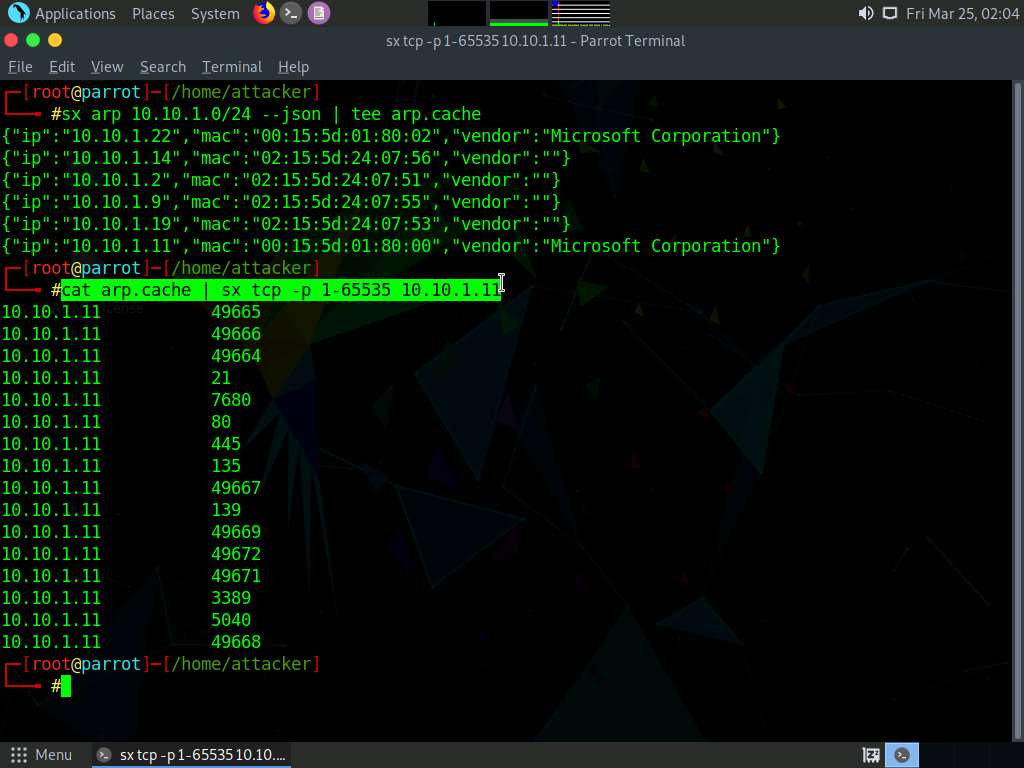 Applications Places System Fri Mar 25, 02:04
sx tcp -p 1-65535 10.10.1.11 - Parrot Terminal
File Edit View Search Terminal Help
┌─[root@parrot]─[/home/attacker]
└──╼ #sx arp 10.10.1.0/24 --json | tee arp.cache
{"ip":"10.10.1.22","mac":"00:15:5d:01:80:02","vendor":"Microsoft Corporation"}
{"ip":"10.10.1.14","mac":"02:15:5d:24:07:56","vendor":""}
{"ip":"10.10.1.2","mac":"02:15:5d:24:07:51","vendor":""}
{"ip":"10.10.1.9","mac":"02:15:5d:24:07:55","vendor":""}
{"ip":"10.10.1.19","mac":"02:15:5d:24:07:53","vendor":""}
{"ip":"10.10.1.11","mac":"00:15:5d:01:80:00","vendor":"Microsoft Corporation"}
┌─[root@parrot]─[/home/attacker]
└──╼ #cat arp.cache | sx tcp -p 1-65535 10.10.1.11
10.10.1.11 49665
10.10.1.11 49666
10.10.1.11 49664
10.10.1.11 21
10.10.1.11 7680
10.10.1.11 80
10.10.1.11 445
10.10.1.11 135
10.10.1.11 49667
10.10.1.11 139
10.10.1.11 49669
10.10.1.11 49672
10.10.1.11 49671
10.10.1.11 3389
10.10.1.11 5040
10.10.1.11 49668
┌─[root@parrot]─[/home/attacker]
└──╼ #
Menu sx tcp -p 1-65535 10.10....